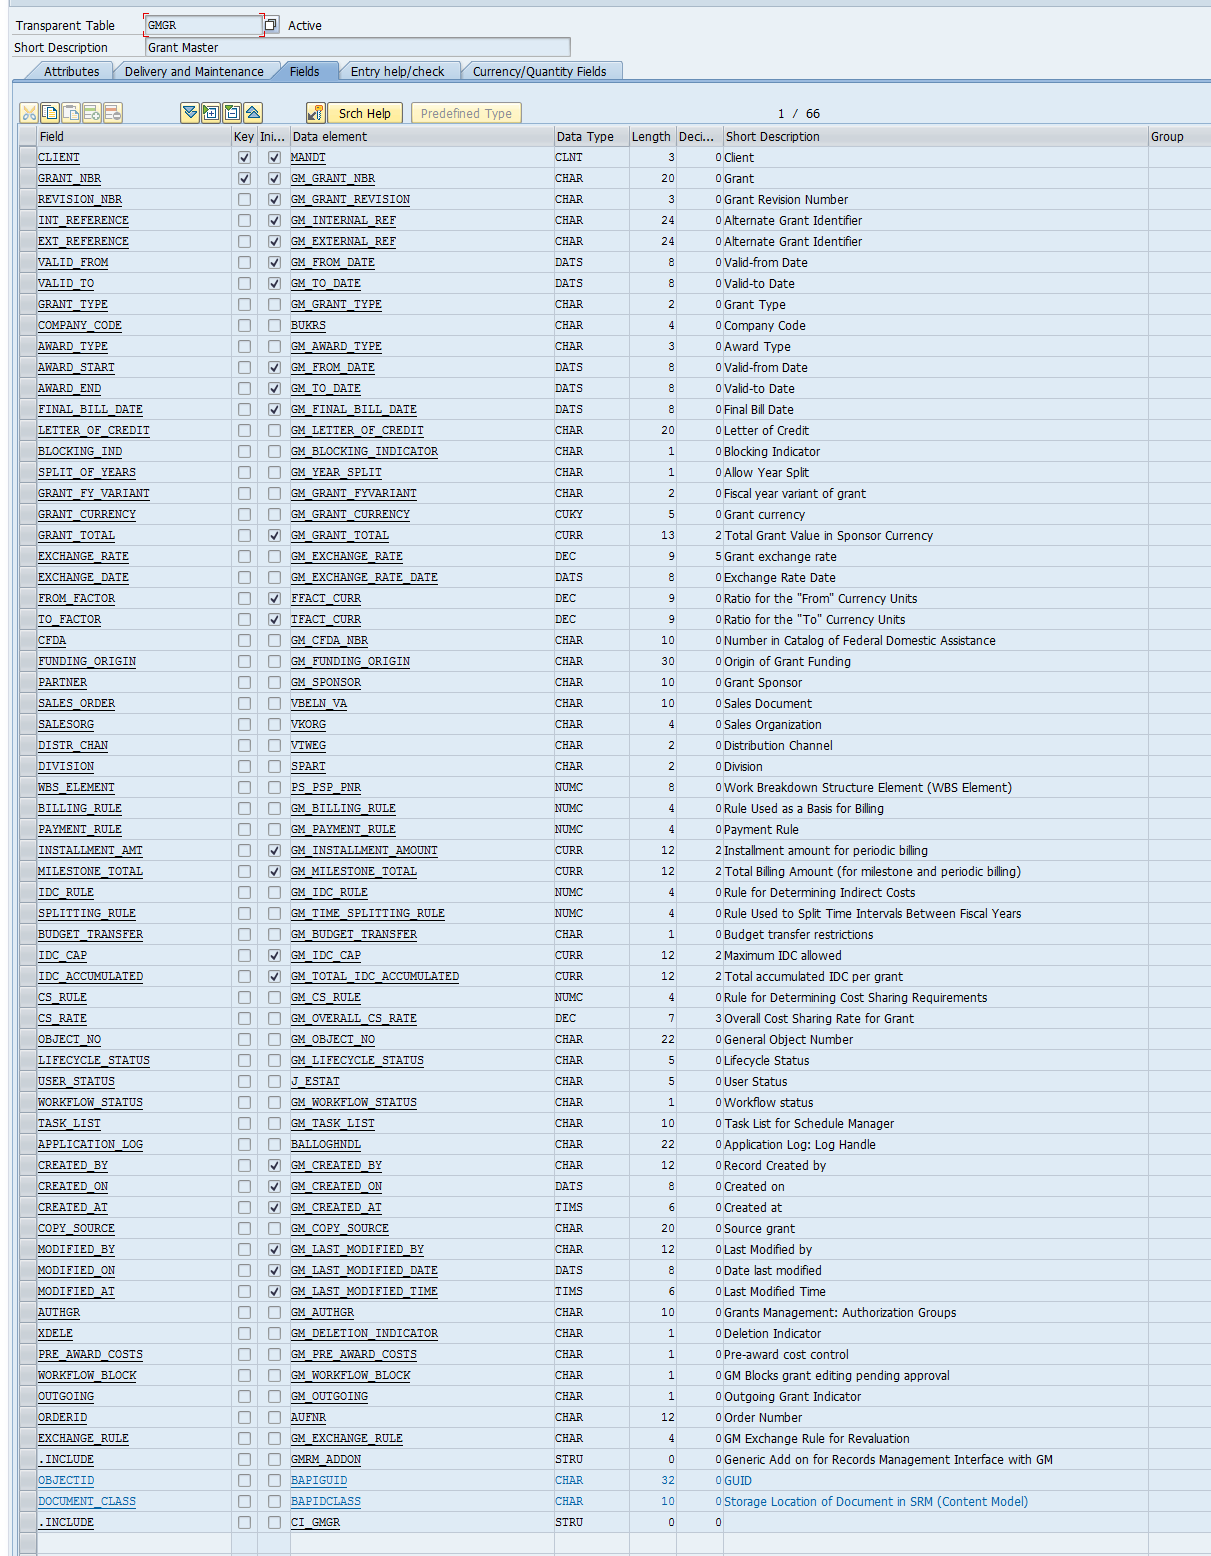 Transparent Table GMGR Active
Short Description Grant Master
Attributes Delivery and Maintenance Fields Entry help/check Currency/Quantity Fields
Srch Help Predefined Type 1 / 66
Field Key Ini... Data element Data Type Length Deci... Short Description Group
CLIENT MANDT CLNT 3 0 Client
GRANT_NBR GM_GRANT_NBR CHAR 20 0 Grant
REVISION_NBR GM_GRANT_REVISION CHAR 3 0 Grant Revision Number
INT_REFERENCE GM_INTERNAL_REF CHAR 24 0 Alternate Grant Identifier
EXT_REFERENCE GM_EXTERNAL_REF CHAR 24 0 Alternate Grant Identifier
VALID_FROM GM_FROM_DATE DATS 8 0 Valid-from Date
VALID_TO GM_TO_DATE DATS 8 0 Valid-to Date
GRANT_TYPE GM_GRANT_TYPE CHAR 2 0 Grant Type
COMPANY_CODE BUKRS CHAR 4 0 Company Code
AWARD_TYPE GM_AWARD_TYPE CHAR 3 0 Award Type
AWARD_START GM_FROM_DATE DATS 8 0 Valid-from Date
AWARD_END GM_TO_DATE DATS 8 0 Valid-to Date
FINAL_BILL_DATE GM_FINAL_BILL_DATE DATS 8 0 Final Bill Date
LETTER_OF_CREDIT GM_LETTER_OF_CREDIT CHAR 20 0 Letter of Credit
BLOCKING_IND GM_BLOCKING_INDICATOR CHAR 1 0 Blocking Indicator
SPLIT_OF_YEARS GM_YEAR_SPLIT CHAR 1 0 Allow Year Split
GRANT_FY_VARIANT GM_GRANT_FYVARIANT CHAR 2 0 Fiscal year variant of grant
GRANT_CURRENCY GM_GRANT_CURRENCY CUKY 5 0 Grant currency
GRANT_TOTAL GM_GRANT_TOTAL CURR 13 2 Total Grant Value in Sponsor Currency
EXCHANGE_RATE GM_EXCHANGE_RATE DEC 9 5 Grant exchange rate
EXCHANGE_DATE GM_EXCHANGE_RATE_DATE DATS 8 0 Exchange Rate Date
FROM_FACTOR FFACT_CURR DEC 9 0 Ratio for the "From" Currency Units
TO_FACTOR TFACT_CURR DEC 9 0 Ratio for the "To" Currency Units
CFDA GM_CFDA_NBR CHAR 10 0 Number in Catalog of Federal Domestic Assistance
FUNDING_ORIGIN GM_FUNDING_ORIGIN CHAR 30 0 Origin of Grant Funding
PARTNER GM_SPONSOR CHAR 10 0 Grant Sponsor
SALES_ORDER VBELN_VA CHAR 10 0 Sales Document
SALESORG VKORG CHAR 4 0 Sales Organization
DISTR_CHAN VTWEG CHAR 2 0 Distribution Channel
DIVISION SPART CHAR 2 0 Division
WBS_ELEMENT PS_PSP_PNR NUMC 8 0 Work Breakdown Structure Element (WBS Element)
BILLING_RULE GM_BILLING_RULE NUMC 4 0 Rule Used as a Basis for Billing
PAYMENT_RULE GM_PAYMENT_RULE NUMC 4 0 Payment Rule
INSTALLMENT_AMT GM_INSTALLMENT_AMOUNT CURR 12 2 Installment amount for periodic billing
MILESTONE_TOTAL GM_MILESTONE_TOTAL CURR 12 2 Total Billing Amount (for milestone and periodic billing)
IDC_RULE GM_IDC_RULE NUMC 4 0 Rule for Determining Indirect Costs
SPLITTING_RULE GM_TIME_SPLITTING_RULE NUMC 4 0 Rule Used to Split Time Intervals Between Fiscal Years
BUDGET_TRANSFER GM_BUDGET_TRANSFER CHAR 1 0 Budget transfer restrictions
IDC_CAP GM_IDC_CAP CURR 12 2 Maximum IDC allowed
IDC_ACCUMULATED GM_TOTAL_IDC_ACCUMULATED CURR 12 2 Total accumulated IDC per grant
CS_RULE GM_CS_RULE NUMC 4 0 Rule for Determining Cost Sharing Requirements
CS_RATE GM_OVERALL_CS_RATE DEC 7 3 Overall Cost Sharing Rate for Grant
OBJECT_NO GM_OBJECT_NO CHAR 22 0 General Object Number
LIFECYCLE_STATUS GM_LIFECYCLE_STATUS CHAR 5 0 Lifecycle Status
USER_STATUS J_ESTAT CHAR 5 0 User Status
WORKFLOW_STATUS GM_WORKFLOW_STATUS CHAR 1 0 Workflow status
TASK_LIST GM_TASK_LIST CHAR 10 0 Task List for Schedule Manager
APPLICATION_LOG BALLOGHNDL CHAR 22 0 Application Log: Log Handle
CREATED_BY GM_CREATED_BY CHAR 12 0 Record Created by
CREATED_ON GM_CREATED_ON DATS 8 0 Created on
CREATED_AT GM_CREATED_AT TIMS 6 0 Created at
COPY_SOURCE GM_COPY_SOURCE CHAR 20 0 Source grant
MODIFIED_BY GM_LAST_MODIFIED_BY CHAR 12 0 Last Modified by
MODIFIED_ON GM_LAST_MODIFIED_DATE DATS 8 0 Date last modified
MODIFIED_AT GM_LAST_MODIFIED_TIME TIMS 6 0 Last Modified Time
AUTHGR GM_AUTHGR CHAR 10 0 Grants Management: Authorization Groups
XDELE GM_DELETION_INDICATOR CHAR 1 0 Deletion Indicator
PRE_AWARD_COSTS GM_PRE_AWARD_COSTS CHAR 1 0 Pre-award cost control
WORKFLOW_BLOCK GM_WORKFLOW_BLOCK CHAR 1 0 GM Blocks grant editing pending approval
OUTGOING GM_OUTGOING CHAR 1 0 Outgoing Grant Indicator
ORDERID AUFNR CHAR 12 0 Order Number
EXCHANGE_RULE GM_EXCHANGE_RULE CHAR 4 0 GM Exchange Rule for Revaluation
.INCLUDE GMRM_ADDON STRU 0 0 Generic Add on for Records Management Interface with GM
OBJECTID BAPIGUID CHAR 32 0 GUID
DOCUMENT_CLASS BAPIDCLASS CHAR 10 0 Storage Location of Document in SRM (Content Model)
.INCLUDE CI_GMGR STRU 0 0